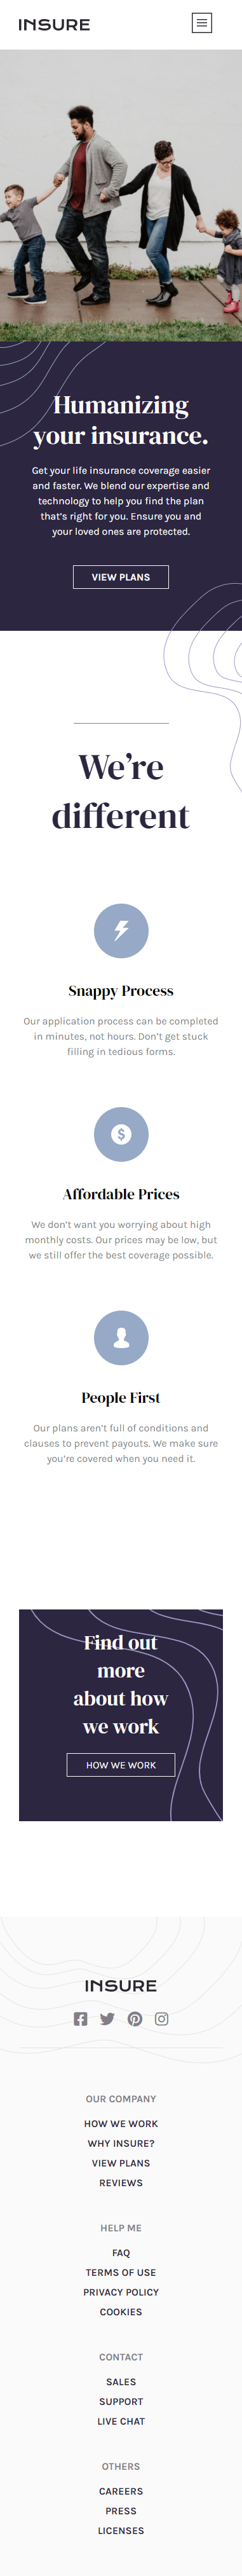 INSURE
Humanizing
your insurance.
Get your life insurance coverage easier
and faster. We blend our expertise and
technology to help you find the plan
that’s right for you. Ensure you and
your loved ones are protected.
VIEW PLANS
We’re
different
Snappy Process
Our application process can be completed
in minutes, not hours. Don’t get stuck
filling in tedious forms.
Affordable Prices
We don’t want you worrying about high
monthly costs. Our prices may be low, but
we still offer the best coverage possible.
People First
Our plans aren’t full of conditions and
clauses to prevent payouts. We make sure
you’re covered when you need it.
Find out
more
about how
we work
HOW WE WORK
INSURE
OUR COMPANY
HOW WE WORK
WHY INSURE?
VIEW PLANS
REVIEWS
HELP ME
FAQ
TERMS OF USE
PRIVACY POLICY
COOKIES
CONTACT
SALES
SUPPORT
LIVE CHAT
OTHERS
CAREERS
PRESS
LICENSES